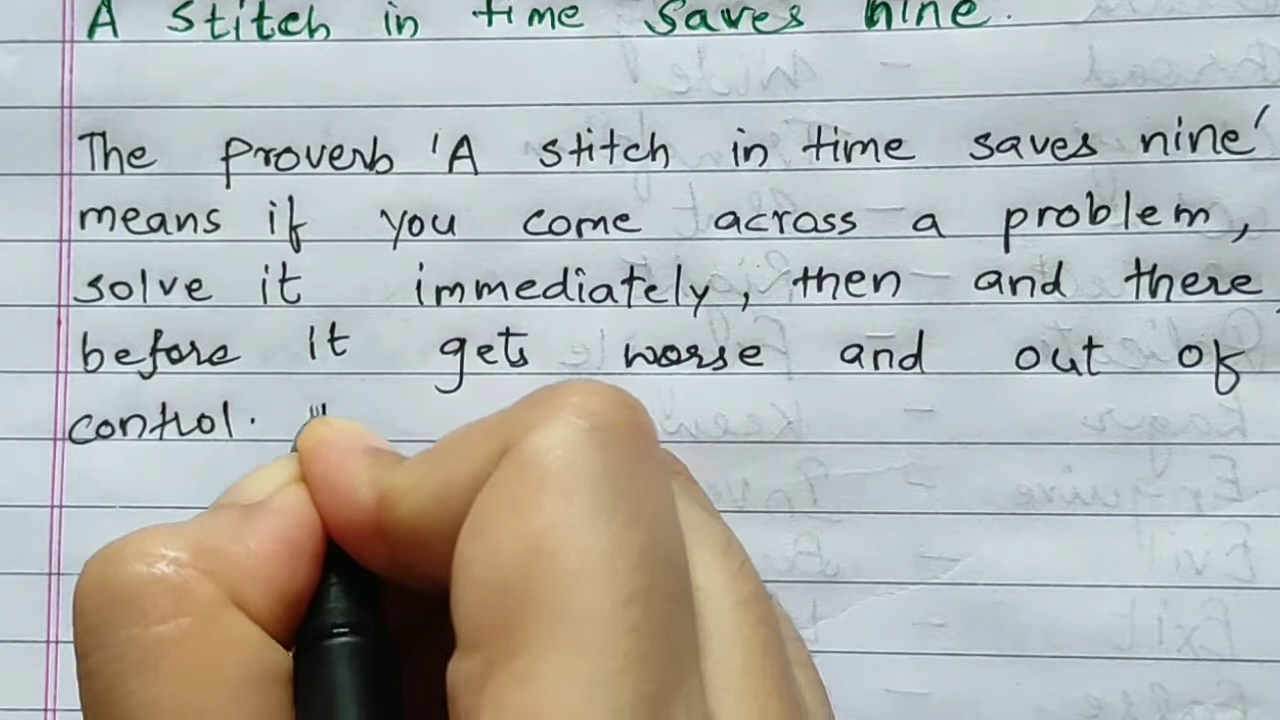 A stitch in time saves nine.
The proverb 'A stitch in time saves nine'
means if you come across a problem,
solve it immediately, then and there,
before it gets worse and out of
control.